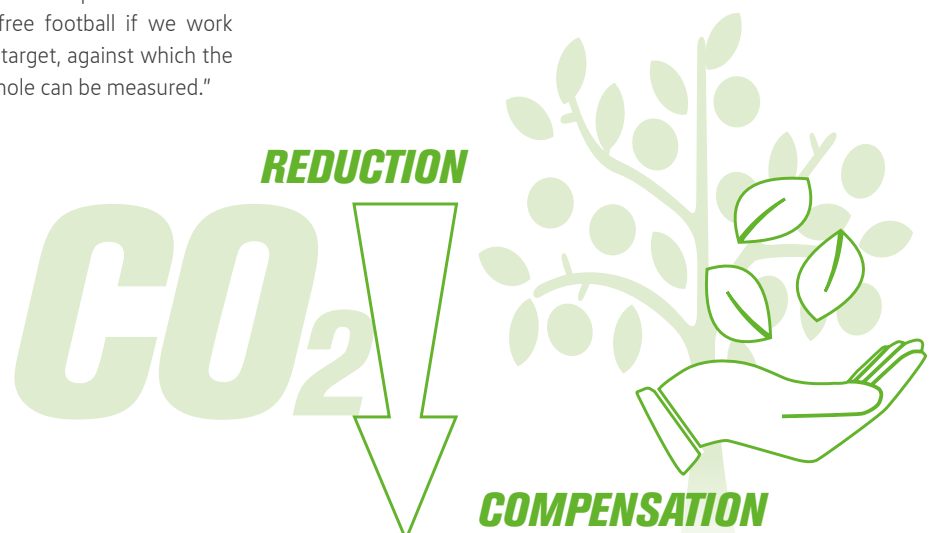 free football if we work
target, against which the
hole can be measured.”
REDUCTION
CO2
COMPENSATION